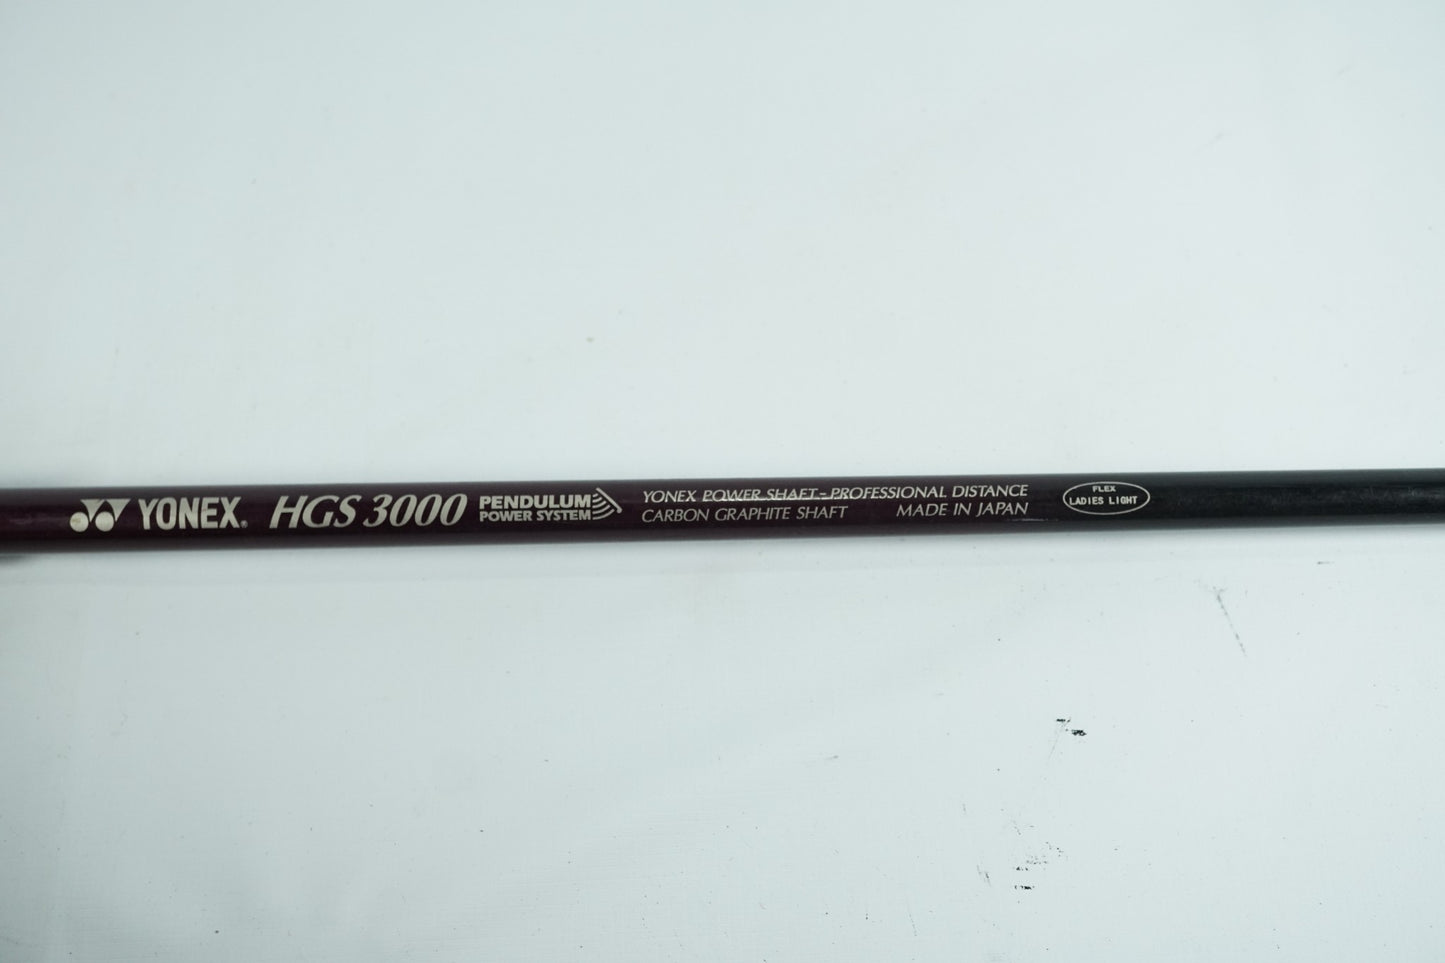 YONEX® HGS 3000
PENDULUM
POWER SYSTEM
YONEX POWER SHAFT-PROFESSIONAL DISTANCE
CARBON GRAPHITE SHAFT MADE IN JAPAN
FLEX
LADIES LIGHT